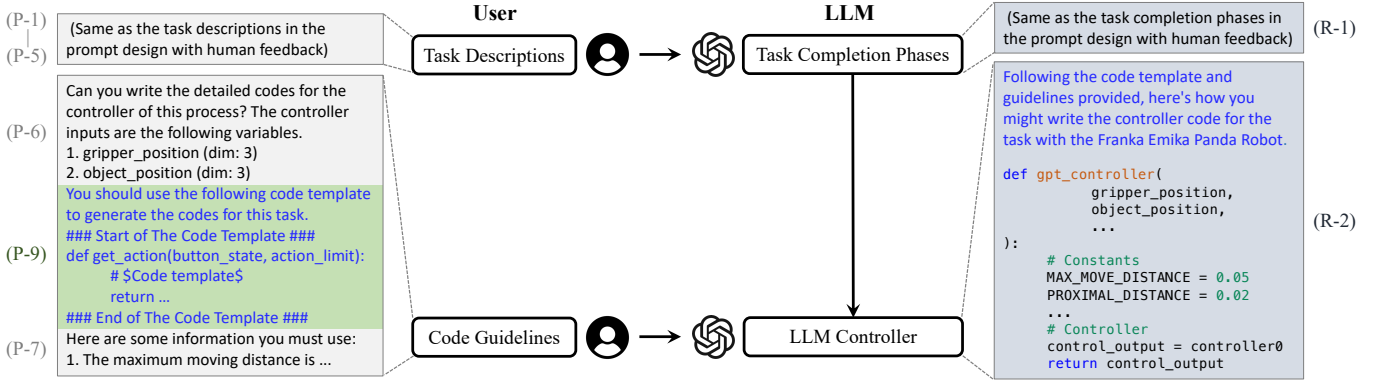 User
LLM
(P-1)
(P-5)
(Same as the task descriptions in the
prompt design with human feedback)
Task Descriptions
Task Completion Phases
(Same as the task completion phases in
the prompt design with human feedback)
(R-1)
(P-6)
Can you write the detailed codes for the
controller of this process? The controller
inputs are the following variables.
1. gripper_position (dim: 3)
2. object_position (dim: 3)
(P-9)
You should use the following code template
to generate the codes for this task.
### Start of The Code Template ###
def get_action(button_state, action_limit):
# $Code template$
return ...
### End of The Code Template ###
(P-7)
Here are some information you must use:
1. The maximum moving distance is ...
Code Guidelines
LLM Controller
Following the code template and
guidelines provided, here's how you
might write the controller code for the
task with the Franka Emika Panda Robot.
def gpt_controller(
gripper_position,
object_position,
...
):
# Constants
MAX_MOVE_DISTANCE = 0.05
PROXIMAL_DISTANCE = 0.02
...
# Controller
control_output = controller0
return control_output
(R-2)